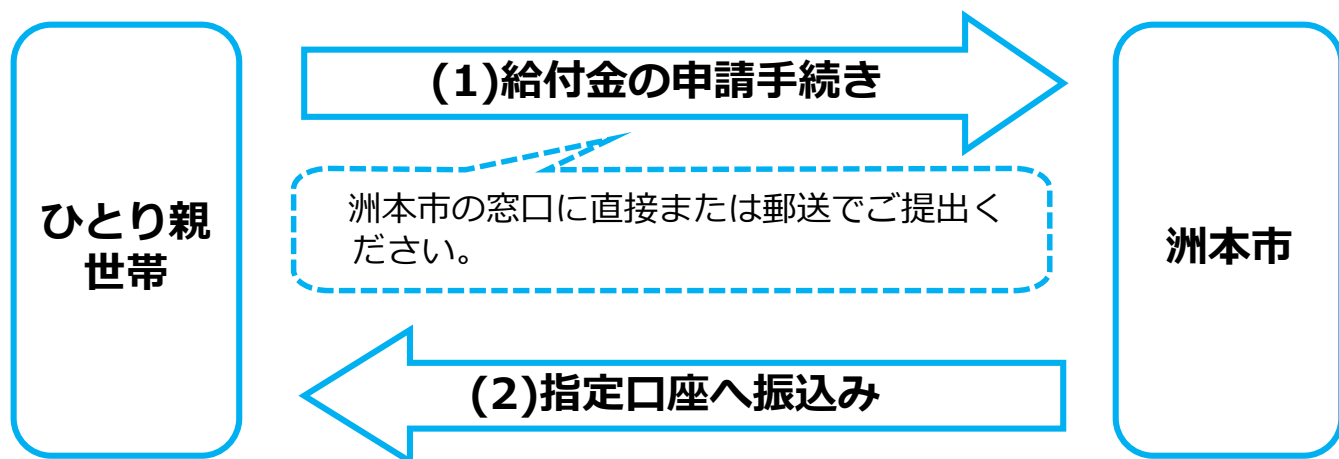 (1)給付金の申請手続き
洲本市の窓口に直接または郵送でご提出く
ださい。
ひとり親
世帯
洲本市
(2)指定口座へ振込み